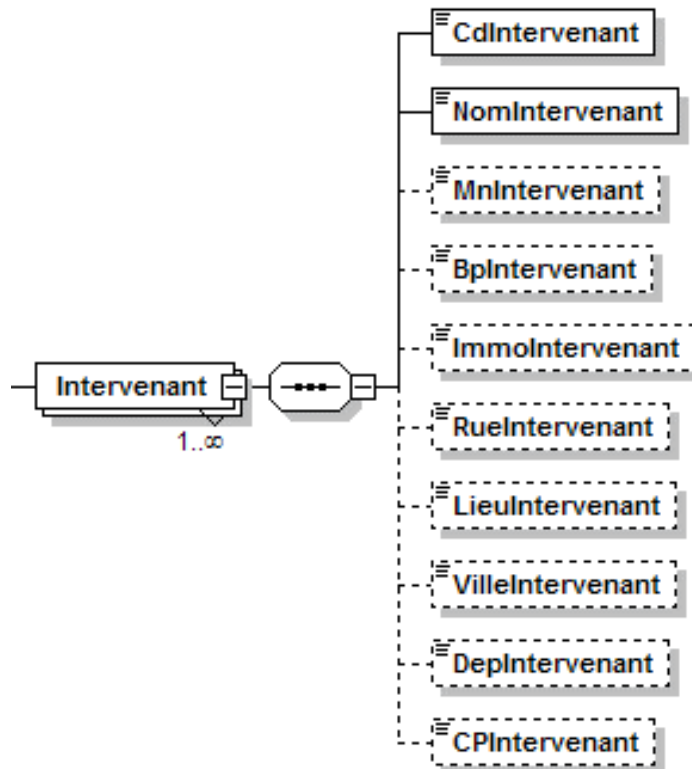 CdIntervenant
NomIntervenant
MnIntervenant
BpIntervenant
ImmoIntervenant
Intervenant
1..∞
RueIntervenant
LieuIntervenant
VilleIntervenant
DepIntervenant
CPIntervenant